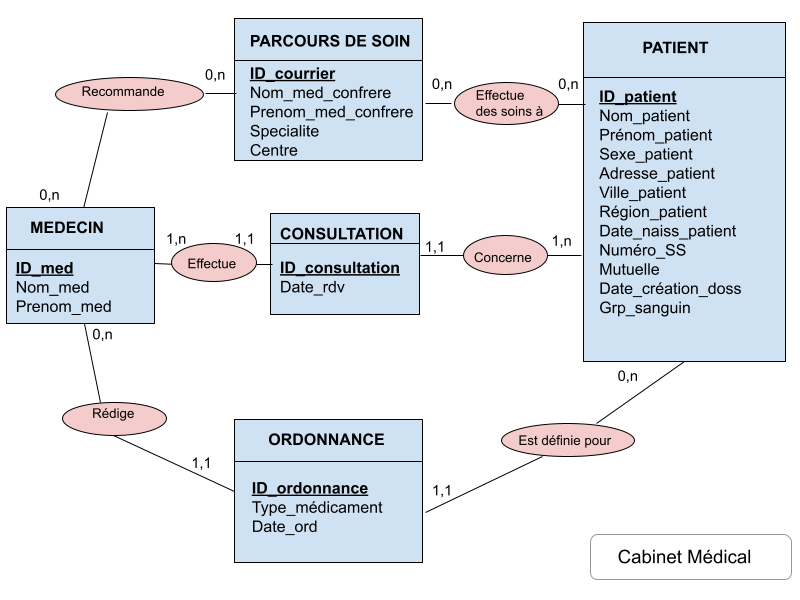 PARCOURS DE SOIN
ID_courrier
Nom_med_confrere
Prenom_med_confrere
Specialite
Centre
Recommande
0,n
0,n
0,n
Effectue
des soins à
0,n
PATIENT
ID_patient
Nom_patient
Prénom_patient
Sexe_patient
Adresse_patient
Ville_patient
Région_patient
Date_naiss_patient
Numéro_SS
Mutuelle
Date_création_doss
Grp_sanguin
MEDECIN
ID_med
Nom_med
Prenom_med
1,n
Effectue
1,1
CONSULTATION
ID_consultation
Date_rdv
1,1
Concerne
1,n
0,n
Rédige
1,1
ORDONNANCE
ID_ordonnance
Type_médicament
Date_ord
1,1
Est définie pour
0,n
Cabinet Médical